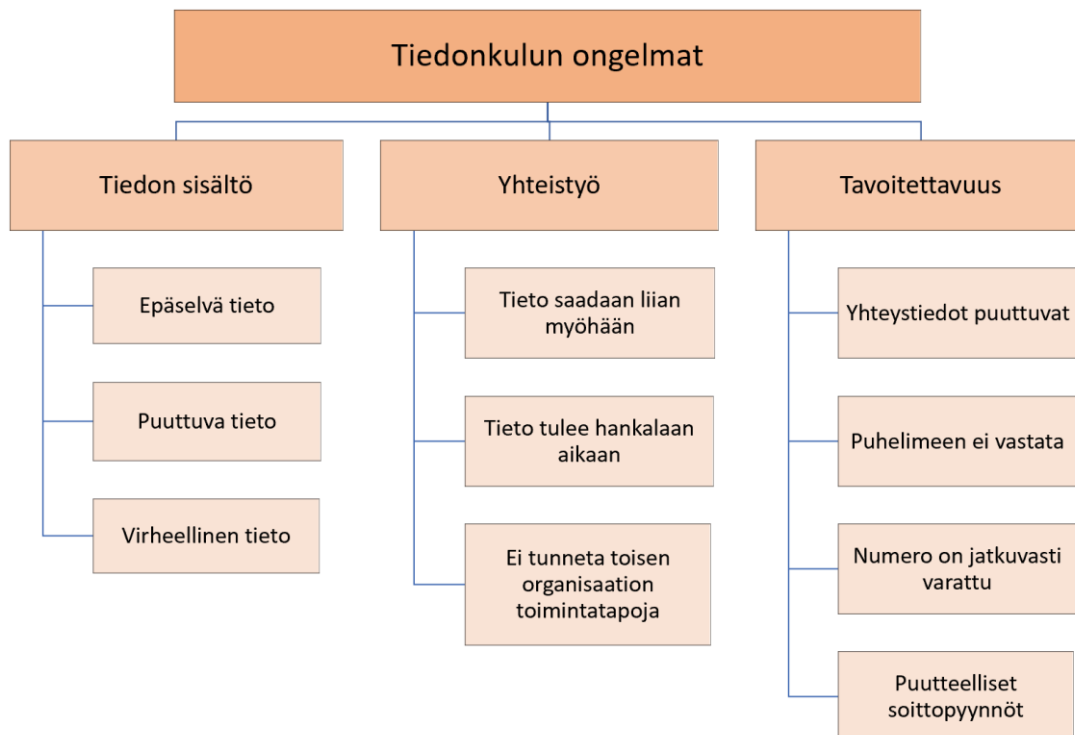 Tiedonkulun ongelmat
Tiedon sisältö
Epäselvä tieto
Puuttuva tieto
Virheellinen tieto
Yhteistyö
Tieto saadaan liian
myöhään
Tieto tulee hankalaan
aikaan
Ei tunneta toisen
organisaation
toimintatapoja
Tavoitettavuus
Yhteystiedot puuttuvat
Puhelimeen ei vastata
Numero on jatkuvasti
varattu
Puutteelliset
soittopyynnöt